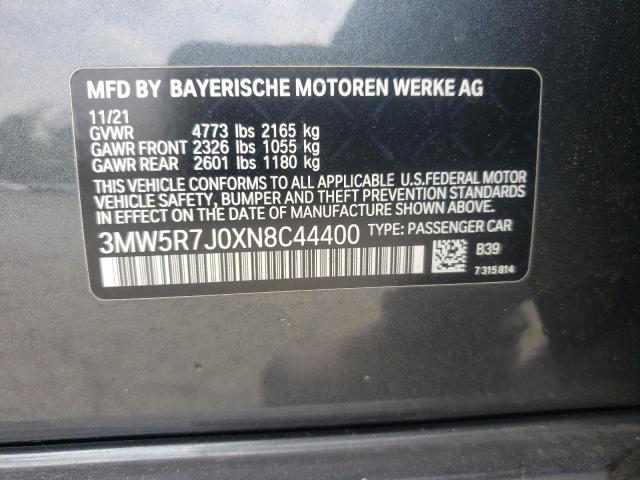 MFD BY BAYERISCHE MOTOREN WERKE AG
11/21
GVWR 4773 lbs 2165 kg
GAWR FRONT 2326 lbs 1055 kg
GAWR REAR 2601 lbs 1180 kg
THIS VEHICLE CONFORMS TO ALL APPLICABLE U.S.FEDERAL MOTOR
VEHICLE SAFETY, BUMPER AND THEFT PREVENTION STANDARDS
IN EFFECT ON THE DATE OF MANUFACTURE SHOWN ABOVE.
3MW5R7J0XN8C44400 TYPE: PASSENGER CAR
B39
7315814